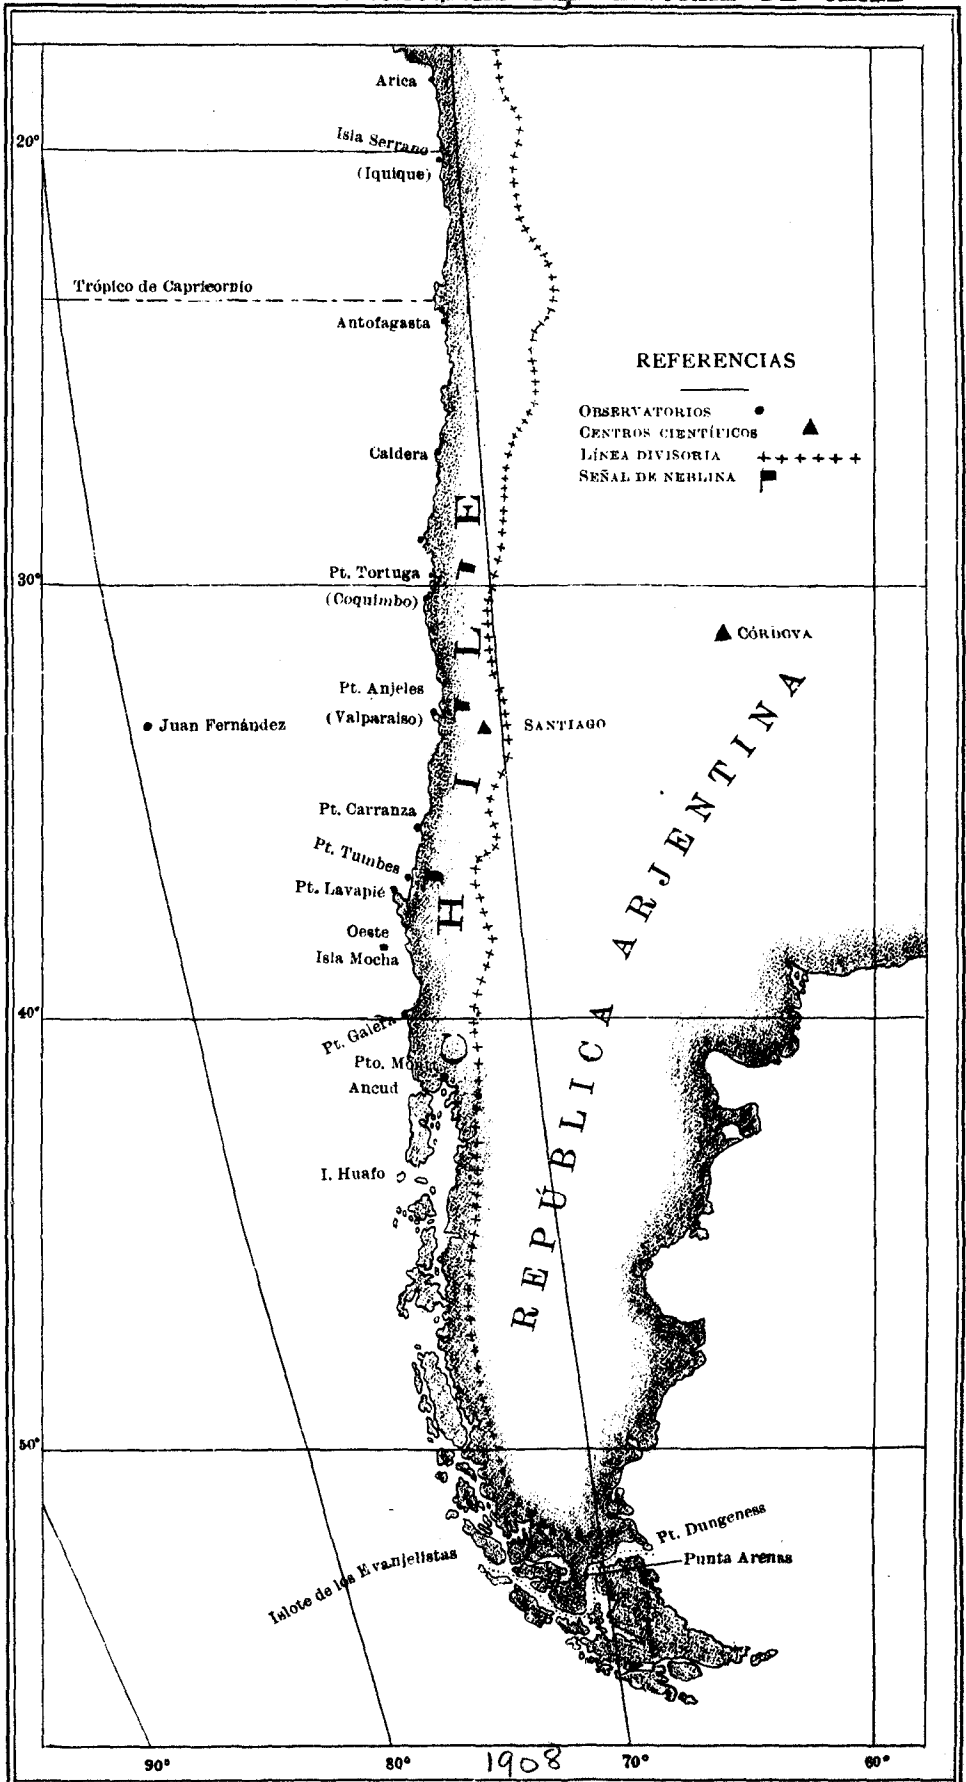 Arica
20°
Isla Serrano
(Iquique)
Trópico de Capricornio
Antofagasta
REFERENCIAS
OBSERVATORIOS
CENTROS CIENTÍFICOS
LÍNEA DIVISORIA
SEÑAL DE NEBLINA
Caldera
30°
Pt. Tortuga
(Coquimbo)
CÓRDOVA
Pt. Anjeles
(Valparaiso)
Juan Fernández
SANTIAGO
CHILE
REPÚBLICA ARJENTINA
Pt. Carranza
Pt. Tumbes
Pt. Lavapié
Oeste
Isla Mocha
40°
Pt. Galera
Pto.
Ancud
I. Huafo
50°
Pt. Dungeness
Punta Arenas
Islote de los Evanjelistas
90°
80°
1908
70°
60°